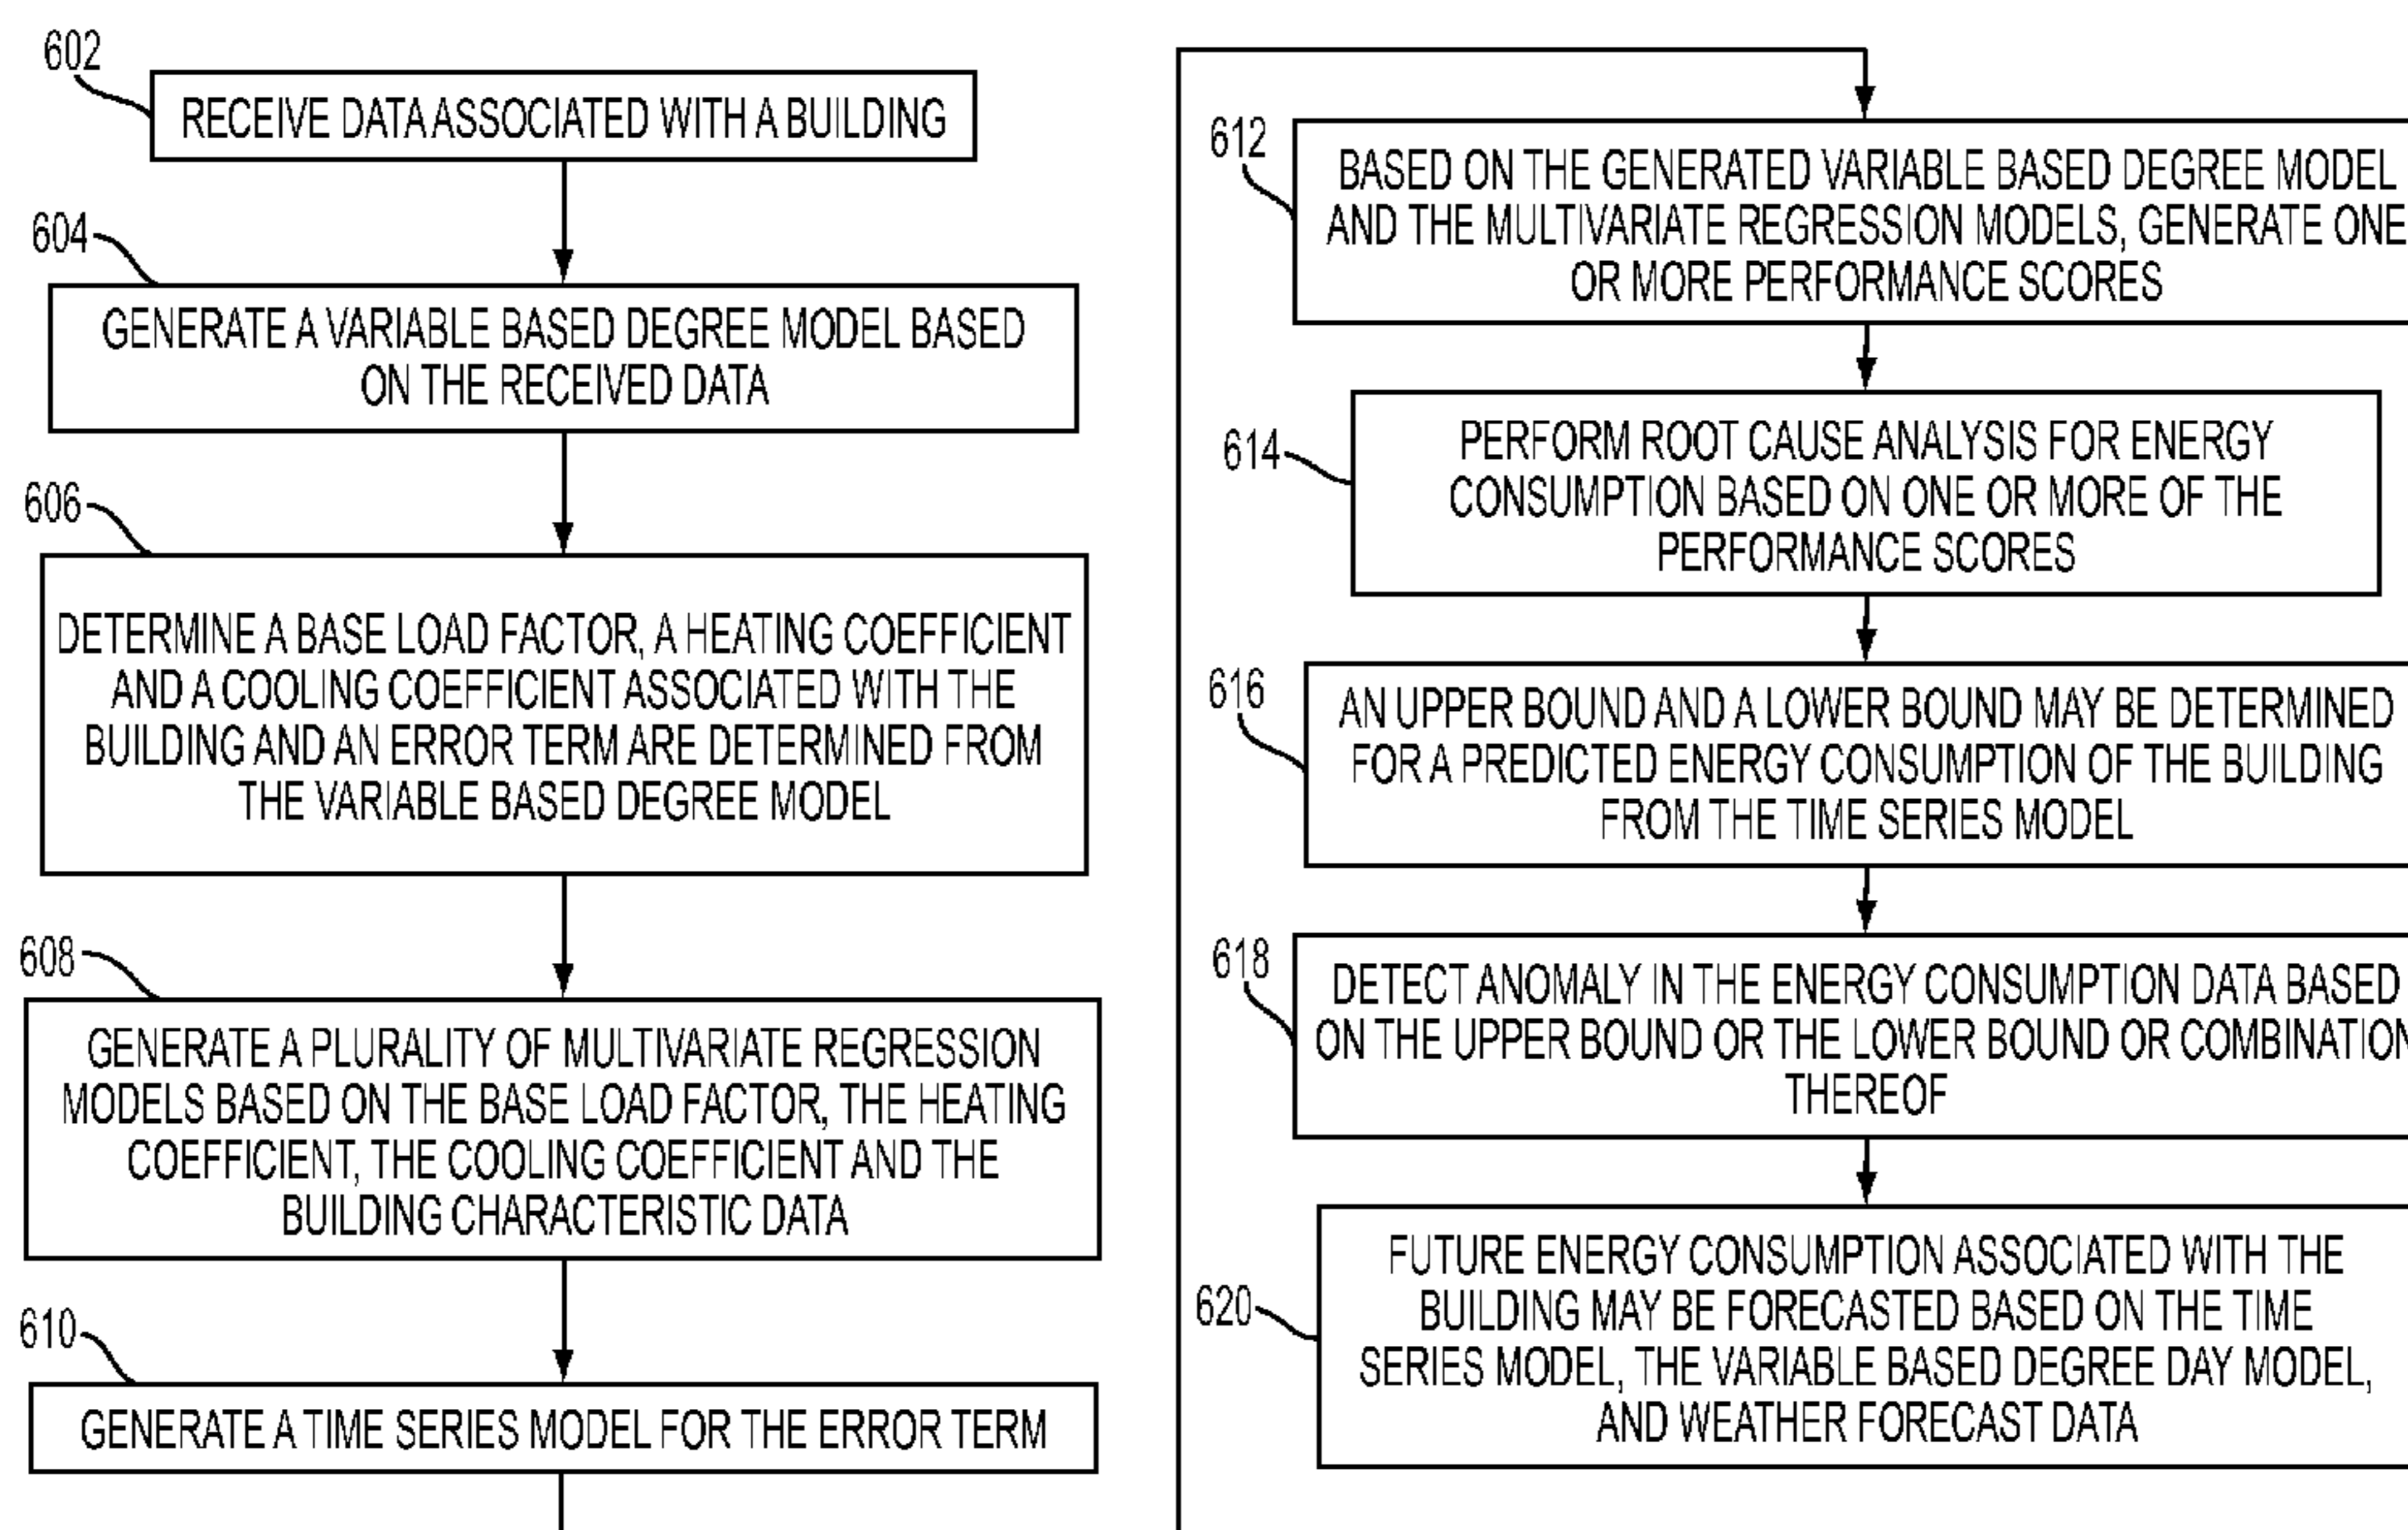 602
RECEIVE DATA ASSOCIATED WITH A BUILDING
604
GENERATE A VARIABLE BASED DEGREE MODEL BASED
ON THE RECEIVED DATA
606
DETERMINE A BASE LOAD FACTOR, A HEATING COEFFICIENT
AND A COOLING COEFFICIENT ASSOCIATED WITH THE
BUILDING AND AN ERROR TERM ARE DETERMINED FROM
THE VARIABLE BASED DEGREE MODEL
608
GENERATE A PLURALITY OF MULTIVARIATE REGRESSION
MODELS BASED ON THE BASE LOAD FACTOR, THE HEATING
COEFFICIENT, THE COOLING COEFFICIENT AND THE
BUILDING CHARACTERISTIC DATA
610
GENERATE A TIME SERIES MODEL FOR THE ERROR TERM
612
BASED ON THE GENERATED VARIABLE BASED DEGREE MODEL
AND THE MULTIVARIATE REGRESSION MODELS, GENERATE ONE
OR MORE PERFORMANCE SCORES
614
PERFORM ROOT CAUSE ANALYSIS FOR ENERGY
CONSUMPTION BASED ON ONE OR MORE OF THE
PERFORMANCE SCORES
616
AN UPPER BOUND AND A LOWER BOUND MAY BE DETERMINED
FOR A PREDICTED ENERGY CONSUMPTION OF THE BUILDING
FROM THE TIME SERIES MODEL
618
DETECT ANOMALY IN THE ENERGY CONSUMPTION DATA BASED
ON THE UPPER BOUND OR THE LOWER BOUND OR COMBINATION
THEREOF
620
FUTURE ENERGY CONSUMPTION ASSOCIATED WITH THE
BUILDING MAY BE FORECASTED BASED ON THE TIME
SERIES MODEL, THE VARIABLE BASED DEGREE DAY MODEL,
AND WEATHER FORECAST DATA